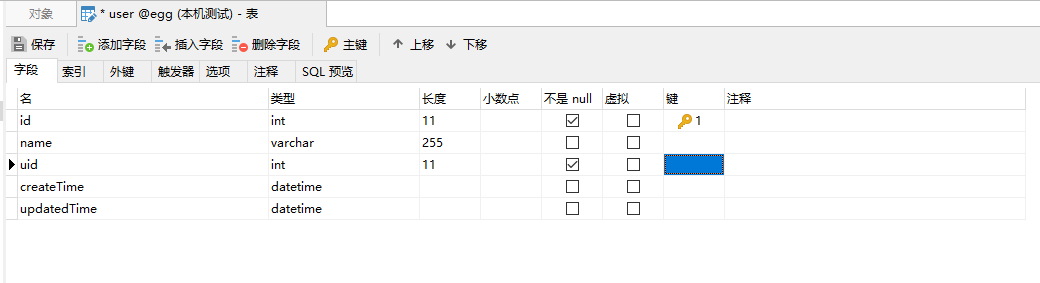 对象 * user @egg (本机测试) - 表
保存 添加字段 插入字段 删除字段 主键 上移 下移
字段 索引 外键 触发器 选项 注释 SQL 预览
名 类型 长度 小数点 不是 null 虚拟 键 注释
id int 11 1
name varchar 255
uid int 11
createTime datetime
updatedTime datetime